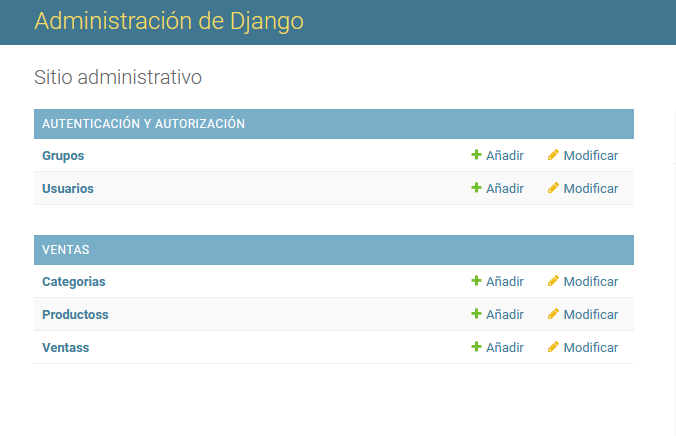 Administración de Django
Sitio administrativo
AUTENTICACIÓN Y AUTORIZACIÓN
Grupos Añadir Modificar
Usuarios Añadir Modificar
VENTAS
Categorias Añadir Modificar
Productoss Añadir Modificar
Ventass Añadir Modificar